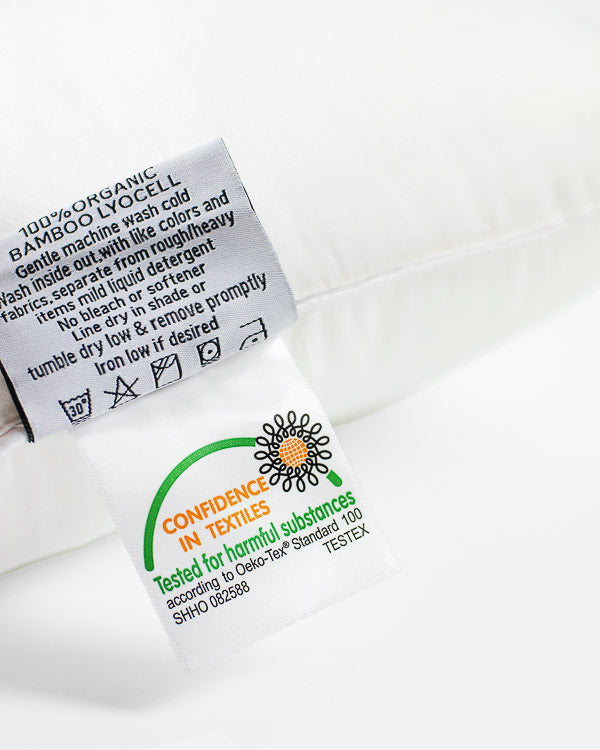 100% ORGANIC
BAMBOO LYOCELL
Gentle machine wash cold
Wash inside out,with like colors and
fabrics,separate from rough/heavy
items mild liquid detergent
No bleach or softener
Line dry in shade or
tumble dry low & remove promptly
Iron low if desired
30°
CONFIDENCE
IN TEXTILES
Tested for harmful substances
according to Oeko-Tex® Standard 100
SHHO 082588 TESTEX